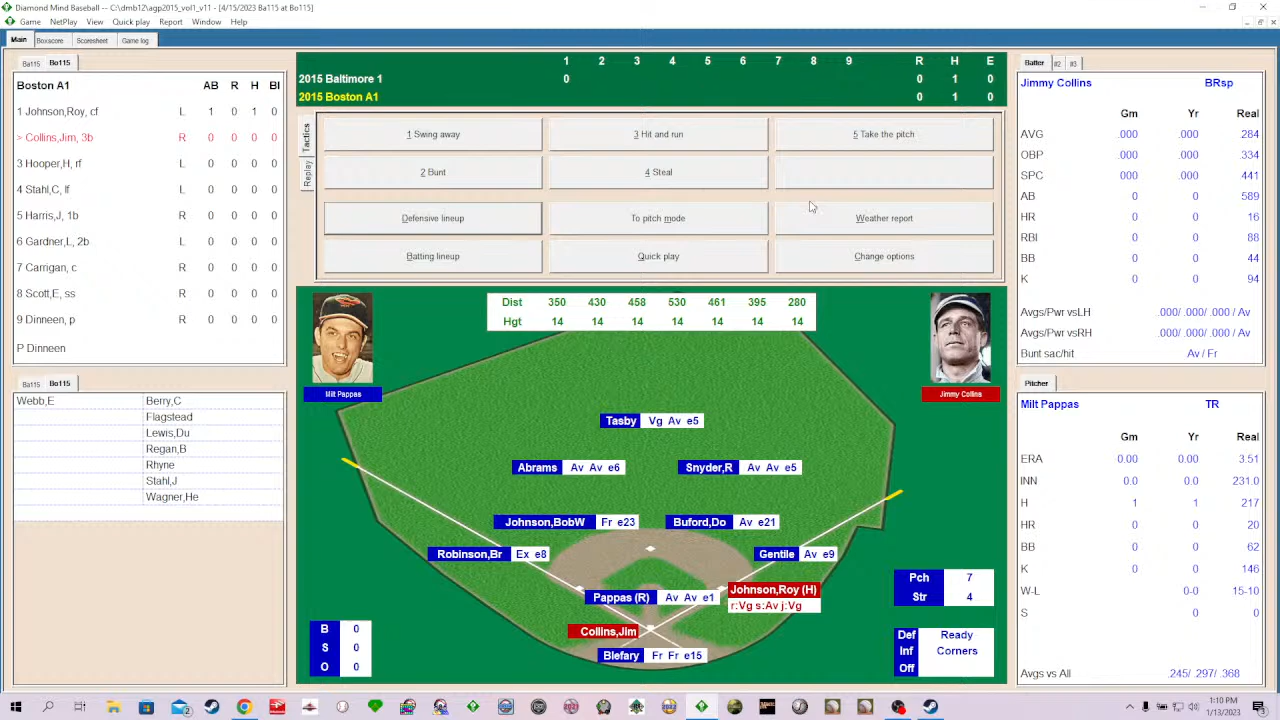 Diamond Mind Baseball -- C:\dmb12\agp2015_vol1_v11 - [4/15/2023 Ba115 at Bo115]
Game NetPlay View Quick play Report Window Help
Main Boxscore Scoresheet Game log
Ba115 Bo115
Boston A1 AB R H BI
1 Johnson,Roy, cf L 1 0 1 0
> Collins,Jim, 3b R 0 0 0 0
3 Hooper,H, rf L 0 0 0 0
4 Stahl,C, lf L 0 0 0 0
5 Harris,J, 1b R 0 0 0 0
6 Gardner,L, 2b L 0 0 0 0
7 Carrigan, c R 0 0 0 0
8 Scott,E, ss R 0 0 0 0
9 Dinneen, p R 0 0 0 0
P Dinneen
Ba115 Bo115
Webb,E Berry,C
Flagstead
Lewis,Du
Regan,B
Rhyne
Stahl,J
Wagner,He
1 2 3 4 5 6 7 8 9 R H E
2015 Baltimore 1 0 0 1 0
2015 Boston A1 0 1 0
Tactics
Replay
1 Swing away 3 Hit and run 5 Take the pitch
2 Bunt 4 Steal
Defensive lineup To pitch mode Weather report
Batting lineup Quick play Change options
Dist 350 430 458 530 461 395 280
Hgt 14 14 14 14 14 14 14
Milt Pappas
Jimmy Collins
Tasby Vg Av e5
Abrams Av Av e6
Snyder,R Av Av e5
Johnson,BobW Fr e23
Buford,Do Av e21
Robinson,Br Ex e8
Gentile Av e9
Pappas (R) Av Av e1
Johnson,Roy (H)
r:Vg s:Av j:Vg
Collins,Jim
Blefary Fr Fr e15
B 0
S 0
O 0
Pch 7
Str 4
Def Ready
Inf Corners
Off
Batter #2 #3
Jimmy Collins BRsp
Gm Yr Real
AVG .000 .000 .284
OBP .000 .000 .334
SPC .000 .000 .441
AB 0 0 589
HR 0 0 16
RBI 0 0 88
BB 0 0 44
K 0 0 94
Avgs/Pwr vsLH .000/ .000/ .000 / Av
Avgs/Pwr vsRH .000/ .000/ .000 / Av
Bunt sac/hit Av / Fr
Pitcher
Milt Pappas TR
Gm Yr Real
ERA 0.00 0.00 3.51
INN 0.0 0.0 231.0
H 1 1 217
HR 0 0 20
BB 0 0 62
K 0 0 146
W-L 0-0 15-10
S 0 0
Avgs vs All .245/ .297/ .368
1:10 PM
1/13/2023